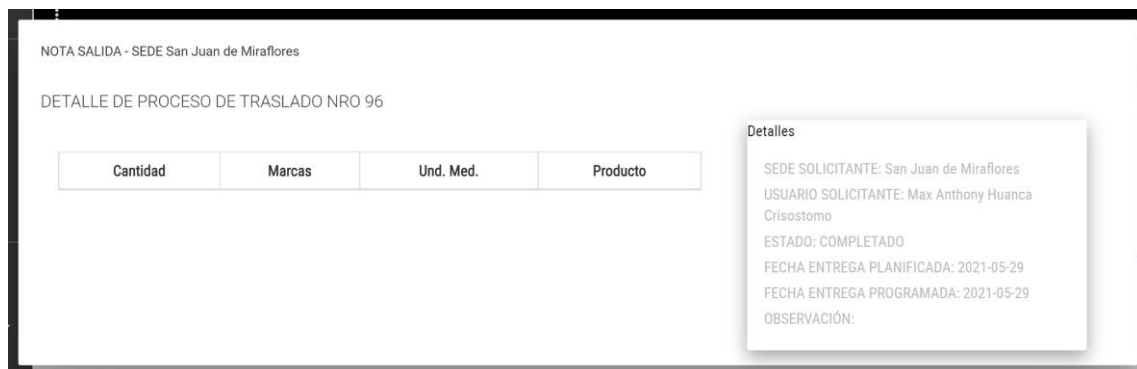 NOTA SALIDA - SEDE San Juan de Miraflores
DETALLE DE PROCESO DE TRASLADO NRO 96
Cantidad Marcas Und. Med. Producto
Detalles
SEDE SOLICITANTE: San Juan de Miraflores
USUARIO SOLICITANTE: Max Anthony Huanca
Crisostomo
ESTADO: COMPLETADO
FECHA ENTREGA PLANIFICADA: 2021-05-29
FECHA ENTREGA PROGRAMADA: 2021-05-29
OBSERVACIÓN: